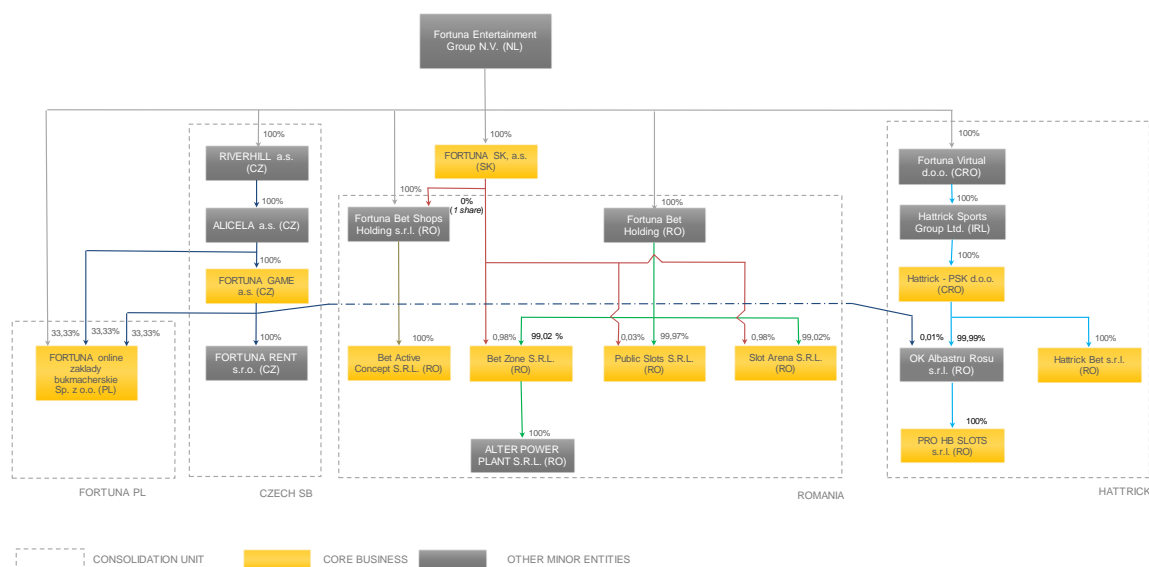 Fortuna Entertainment
Group N.V. (NL)
100%
100%
100%
RIVERHILL a.s.
(CZ)
FORTUNA SK, a.s.
(SK)
Fortuna Virtual
d.o.o. (CRO)
100%
100%
0%
(1 share)
100%
100%
ALICELA a.s. (CZ)
Fortuna Bet Shops
Holding s.r.l. (RO)
Fortuna Bet
Holding (RO)
Hattrick Sports
Group Ltd. (IRL)
100%
100%
FORTUNA GAME
a.s. (CZ)
Hattrick - PSK d.o.o.
(CRO)
33,33%
33,33%
33,33%
100%
100%
0,98%
99,02 %
0,03%
99,97%
0,98%
99,02%
0,01%
99,99%
100%
FORTUNA online
zaklady
bukmacherskie
Sp. z o.o. (PL)
FORTUNA RENT
s.r.o. (CZ)
Bet Active
Concept S.R.L. (RO)
Bet Zone S.R.L.
(RO)
Public Slots S.R.L.
(RO)
Slot Arena S.R.L.
(RO)
OK Albastru Rosu
s.r.l. (RO)
Hattrick Bet s.r.l.
(RO)
100%
100%
ALTER POWER
PLANT S.R.L. (RO)
PRO HB SLOTS
s.r.l. (RO)
FORTUNA PL
CZECH SB
ROMANIA
HATTRICK
CONSOLIDATION UNIT
CORE BUSINESS
OTHER MINOR ENTITIES